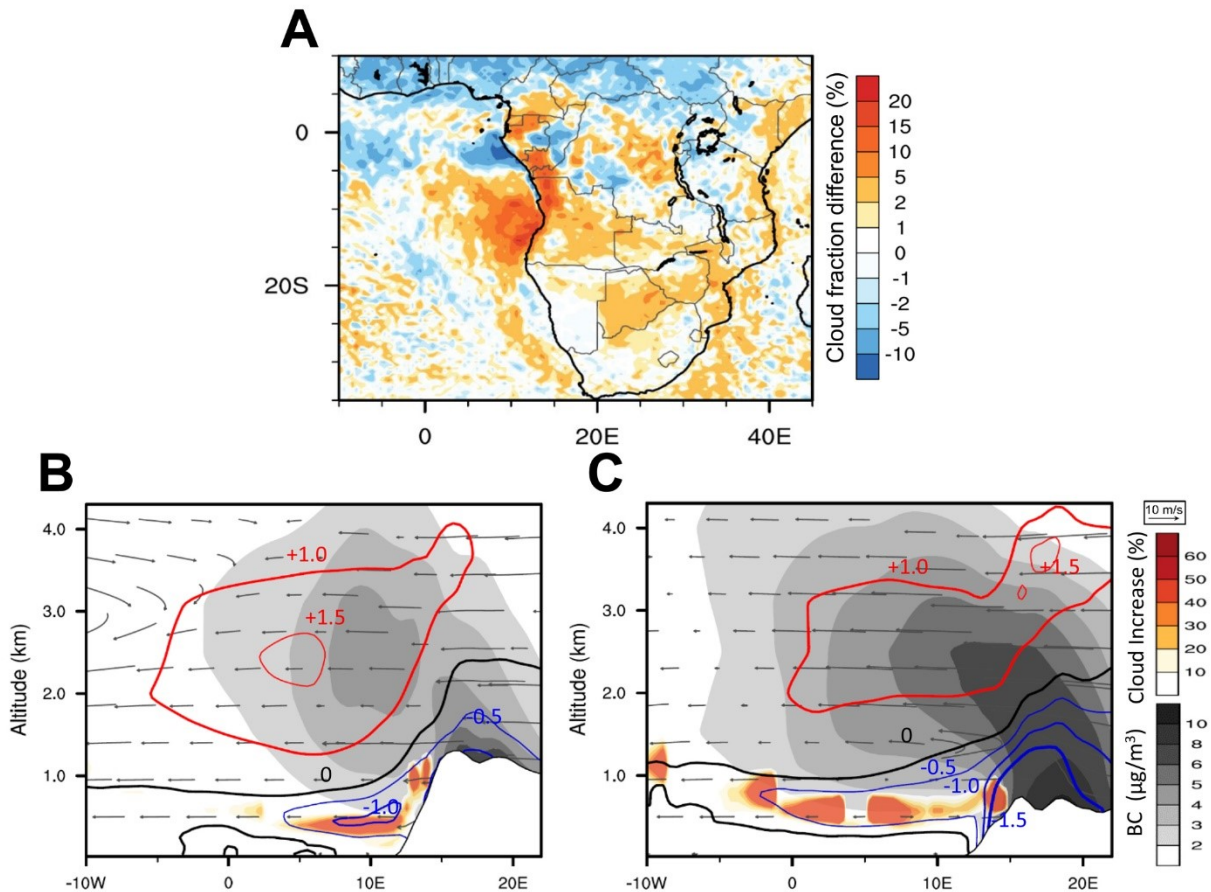 A
0
20S
0
20E
40E
Cloud fraction difference (%)
20
15
10
5
2
1
0
-1
-2
-5
-10
B
4.0
3.0
2.0
1.0
Altitude (km)
+1.0
+1.5
-0.5
0
-1.0
-10W
0
10E
20E
C
4.0
3.0
2.0
1.0
Altitude (km)
+1.0
+1.5
0
-0.5
-1.0
-1.5
-10W
0
10E
20E
10 m/s
Cloud Increase (%)
60
50
40
30
20
10
BC (µg/m³)
10
8
6
5
4
3
2